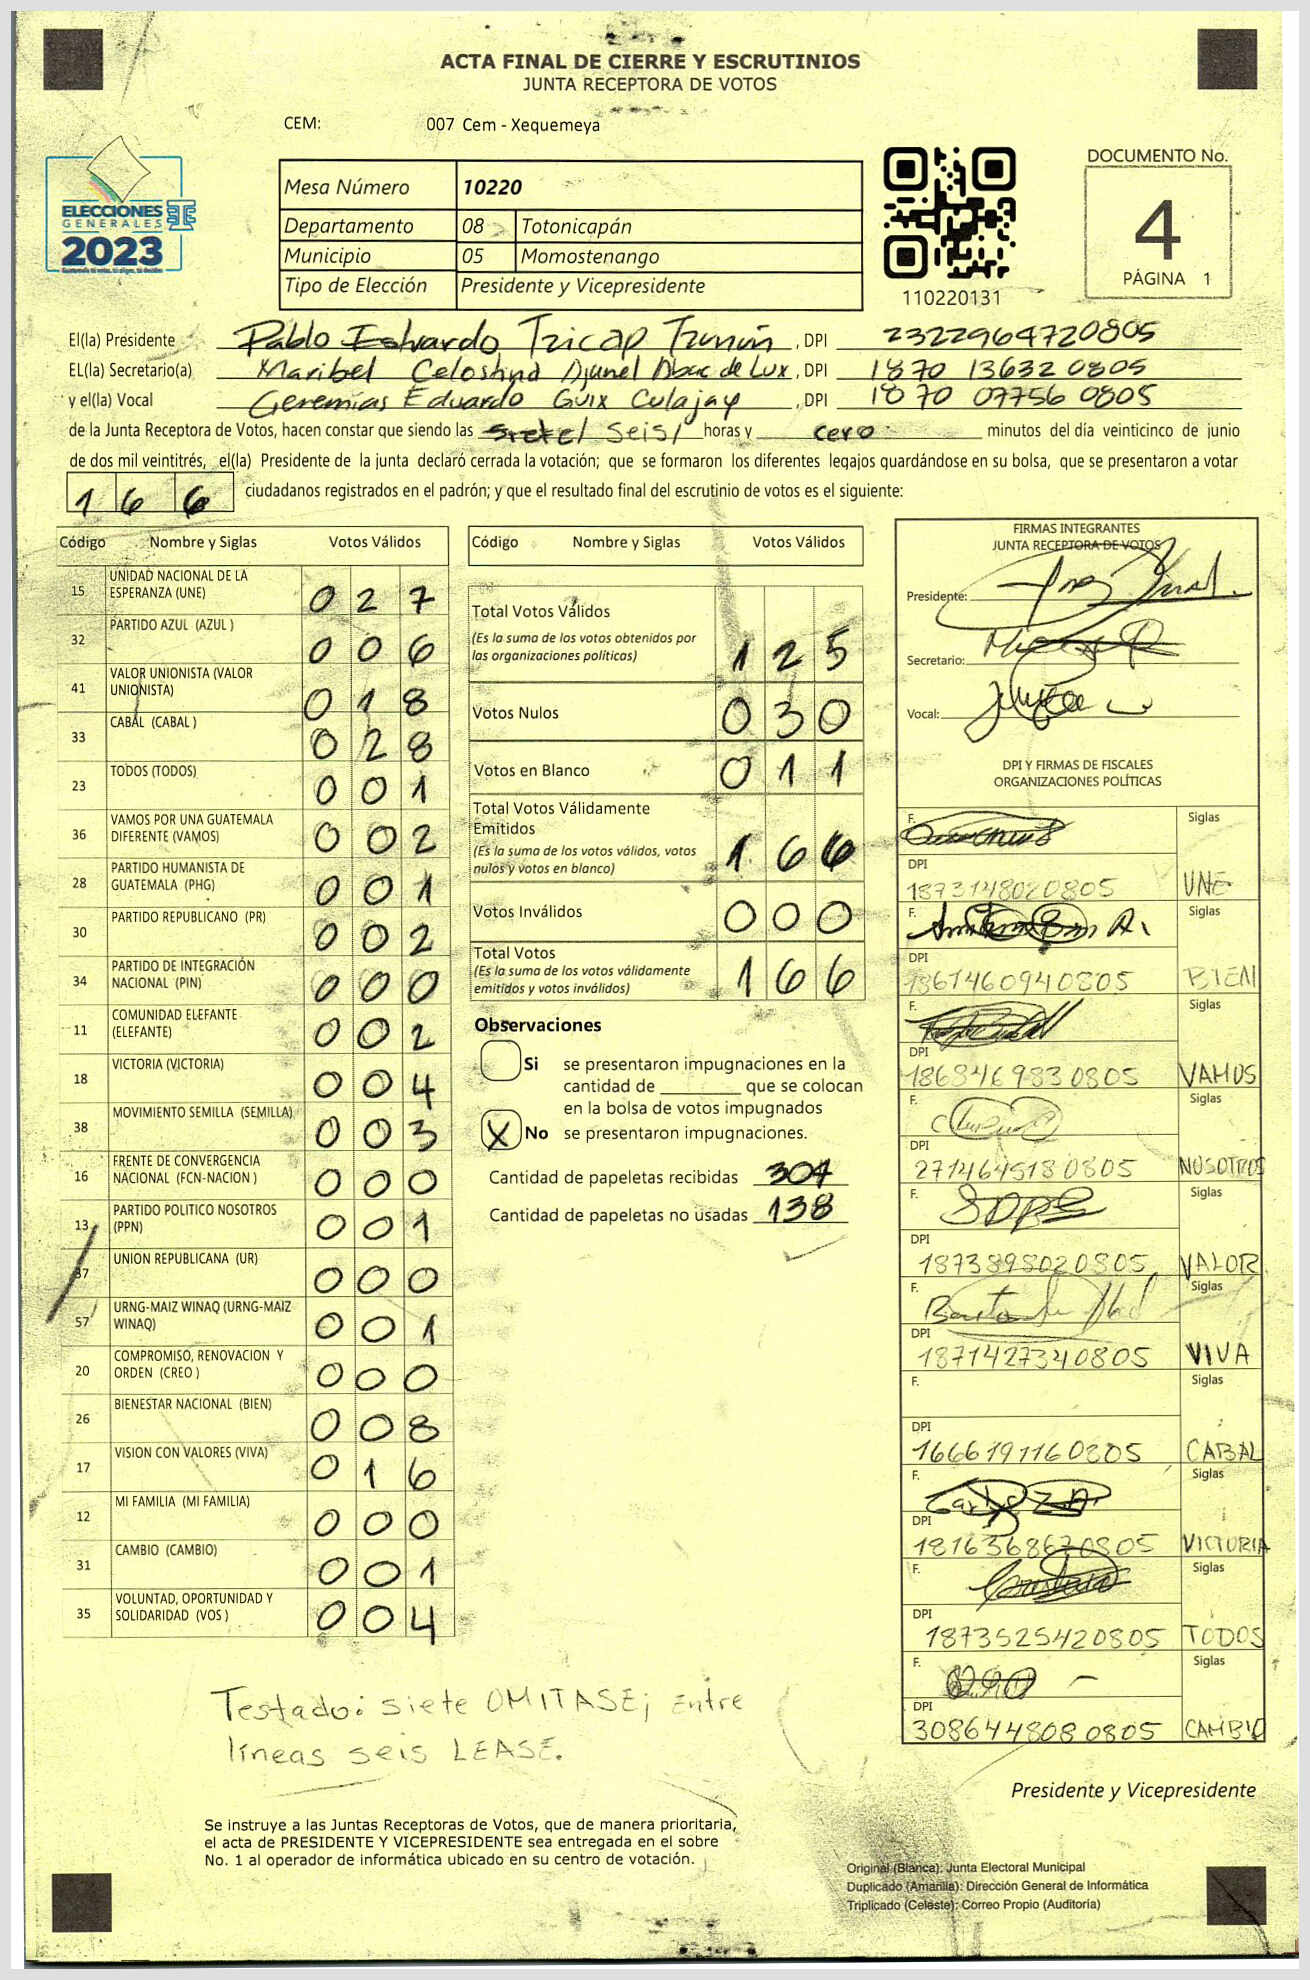 ACTA FINAL DE CIERRE Y ESCRUTINIOS
JUNTA RECEPTORA DE VOTOS
CEM: 007 Cem - Xequemeya
ELECCIONES
GENERALES
2023
Mesa Número 10220
Departamento 08 Totonicapán
Municipio 05 Momostenango
Tipo de Elección Presidente y Vicepresidente
110220131
DOCUMENTO No.
4
PÁGINA 1
El(la) Presidente Pablo Estuardo Tzicap , DPI 2322964720805
EL(la) Secretario(a) Maribel de Lux , DPI 1870 13632 0805
y el(la) Vocal Geremias Eduardo Guix Culajay , DPI 1870 07756 0805
de la Junta Receptora de Votos, hacen constar que siendo las siete/ seis/ horas y cero minutos del día veinticinco de junio
de dos mil veintitrés, el(la) Presidente de la junta declaró cerrada la votación; que se formaron los diferentes legajos guardándose en su bolsa, que se presentaron a votar
1 6 6 ciudadanos registrados en el padrón; y que el resultado final del escrutinio de votos es el siguiente:
Código Nombre y Siglas Votos Válidos
15 UNIDAD NACIONAL DE LA ESPERANZA (UNE) 0 2 7
32 PARTIDO AZUL (AZUL ) 0 0 6
41 VALOR UNIONISTA (VALOR UNIONISTA) 0 1 8
33 CABAL (CABAL ) 0 2 8
23 TODOS (TODOS) 0 0 1
36 VAMOS POR UNA GUATEMALA DIFERENTE (VAMOS) 0 0 2
28 PARTIDO HUMANISTA DE GUATEMALA (PHG) 0 0 1
30 PARTIDO REPUBLICANO (PR) 0 0 2
34 PARTIDO DE INTEGRACIÓN NACIONAL (PIN) 0 0 0
11 COMUNIDAD ELEFANTE (ELEFANTE) 0 0 2
18 VICTORIA (VICTORIA) 0 0 4
38 MOVIMIENTO SEMILLA (SEMILLA) 0 0 3
16 FRENTE DE CONVERGENCIA NACIONAL (FCN-NACION ) 0 0 0
13 PARTIDO POLITICO NOSOTROS (PPN) 0 0 1
37 UNION REPUBLICANA (UR) 0 0 0
57 URNG-MAIZ WINAQ (URNG-MAIZ WINAQ) 0 0 1
20 COMPROMISO, RENOVACION Y ORDEN (CREO ) 0 0 0
26 BIENESTAR NACIONAL (BIEN) 0 0 8
17 VISION CON VALORES (VIVA) 0 1 6
12 MI FAMILIA (MI FAMILIA) 0 0 0
31 CAMBIO (CAMBIO) 0 0 1
35 VOLUNTAD, OPORTUNIDAD Y SOLIDARIDAD (VOS ) 0 0 4
Código Nombre y Siglas Votos Válidos
Total Votos Válidos 1 2 5
(Es la suma de los votos obtenidos por
las organizaciones políticas)
Votos Nulos 0 3 0
Votos en Blanco 0 1 1
Total Votos Válidamente
Emitidos 1 6 6
(Es la suma de los votos válidos, votos
nulos y votos en blanco)
Votos Inválidos 0 0 0
Total Votos 1 6 6
(Es la suma de los votos válidamente
emitidos y votos inválidos)
Observaciones
Si se presentaron impugnaciones en la
cantidad de ________ que se colocan
en la bolsa de votos impugnados
X No se presentaron impugnaciones.
Cantidad de papeletas recibidas 304
Cantidad de papeletas no usadas 138
FIRMAS INTEGRANTES
JUNTA RECEPTORA DE VOTOS
Presidente:
Secretario:
Vocal:
DPI Y FIRMAS DE FISCALES
ORGANIZACIONES POLÍTICAS
F. Siglas
DPI
1873148020805 UNE
F. Siglas
DPI
1861460940805 BIEN
F. Siglas
DPI
1868469830805 VAMOS
F. Siglas
DPI
2714645180805 NOSOTROS
F. Siglas
DPI
1873898020805 VALOR
F. Siglas
DPI
1871427340805 VIVA
F. Siglas
DPI
1666191160805 CABAL
F. Siglas
DPI
1816368670805 VICTORIA
F. Siglas
DPI
1873525420805 TODOS
F. Siglas
DPI
3086448080805 CAMBIO
Testado: siete OMITASE; Entre
líneas seis LEASE.
Presidente y Vicepresidente
Se instruye a las Juntas Receptoras de Votos, que de manera prioritaria,
el acta de PRESIDENTE Y VICEPRESIDENTE sea entregada en el sobre
No. 1 al operador de informática ubicado en su centro de votación.
Original (Blanca): Junta Electoral Municipal
Duplicado (Amarilla): Dirección General de Informática
Triplicado (Celeste): Correo Propio (Auditoría)